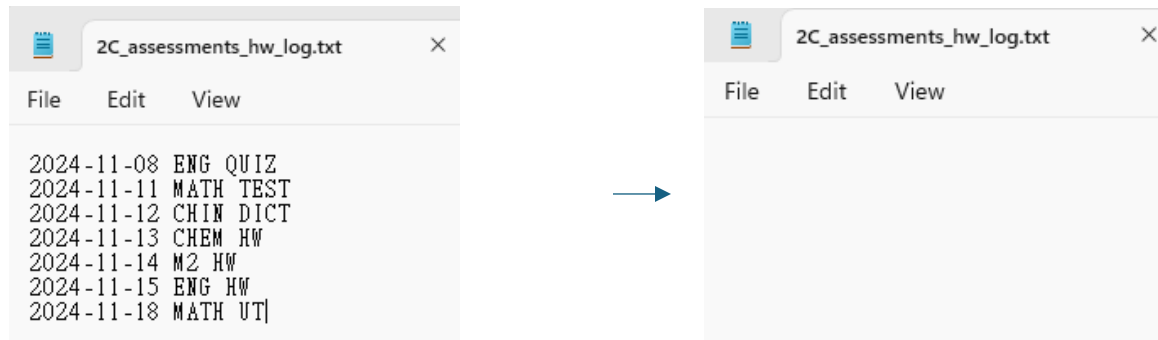 2C_assessments_hw_log.txt
File Edit View
2024-11-08 ENG QUIZ
2024-11-11 MATH TEST
2024-11-12 CHIN DICT
2024-11-13 CHEM HW
2024-11-14 M2 HW
2024-11-15 ENG HW
2024-11-18 MATH UT
2C_assessments_hw_log.txt
File Edit View